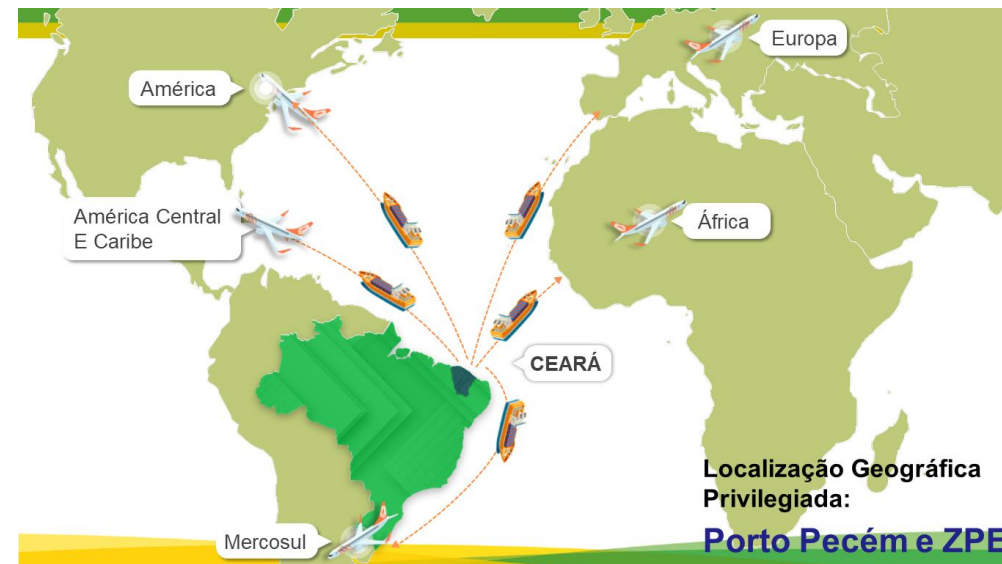 Europa
América
América Central
E Caribe
África
CEARÁ
Localização Geográfica
Privilegiada:
Porto Pecém e ZPE
Mercosul